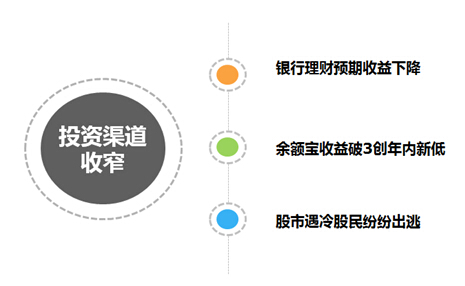 投资渠道
收窄
银行理财预期收益下降
余额宝收益破3创年内新低
股市遇冷股民纷纷出逃